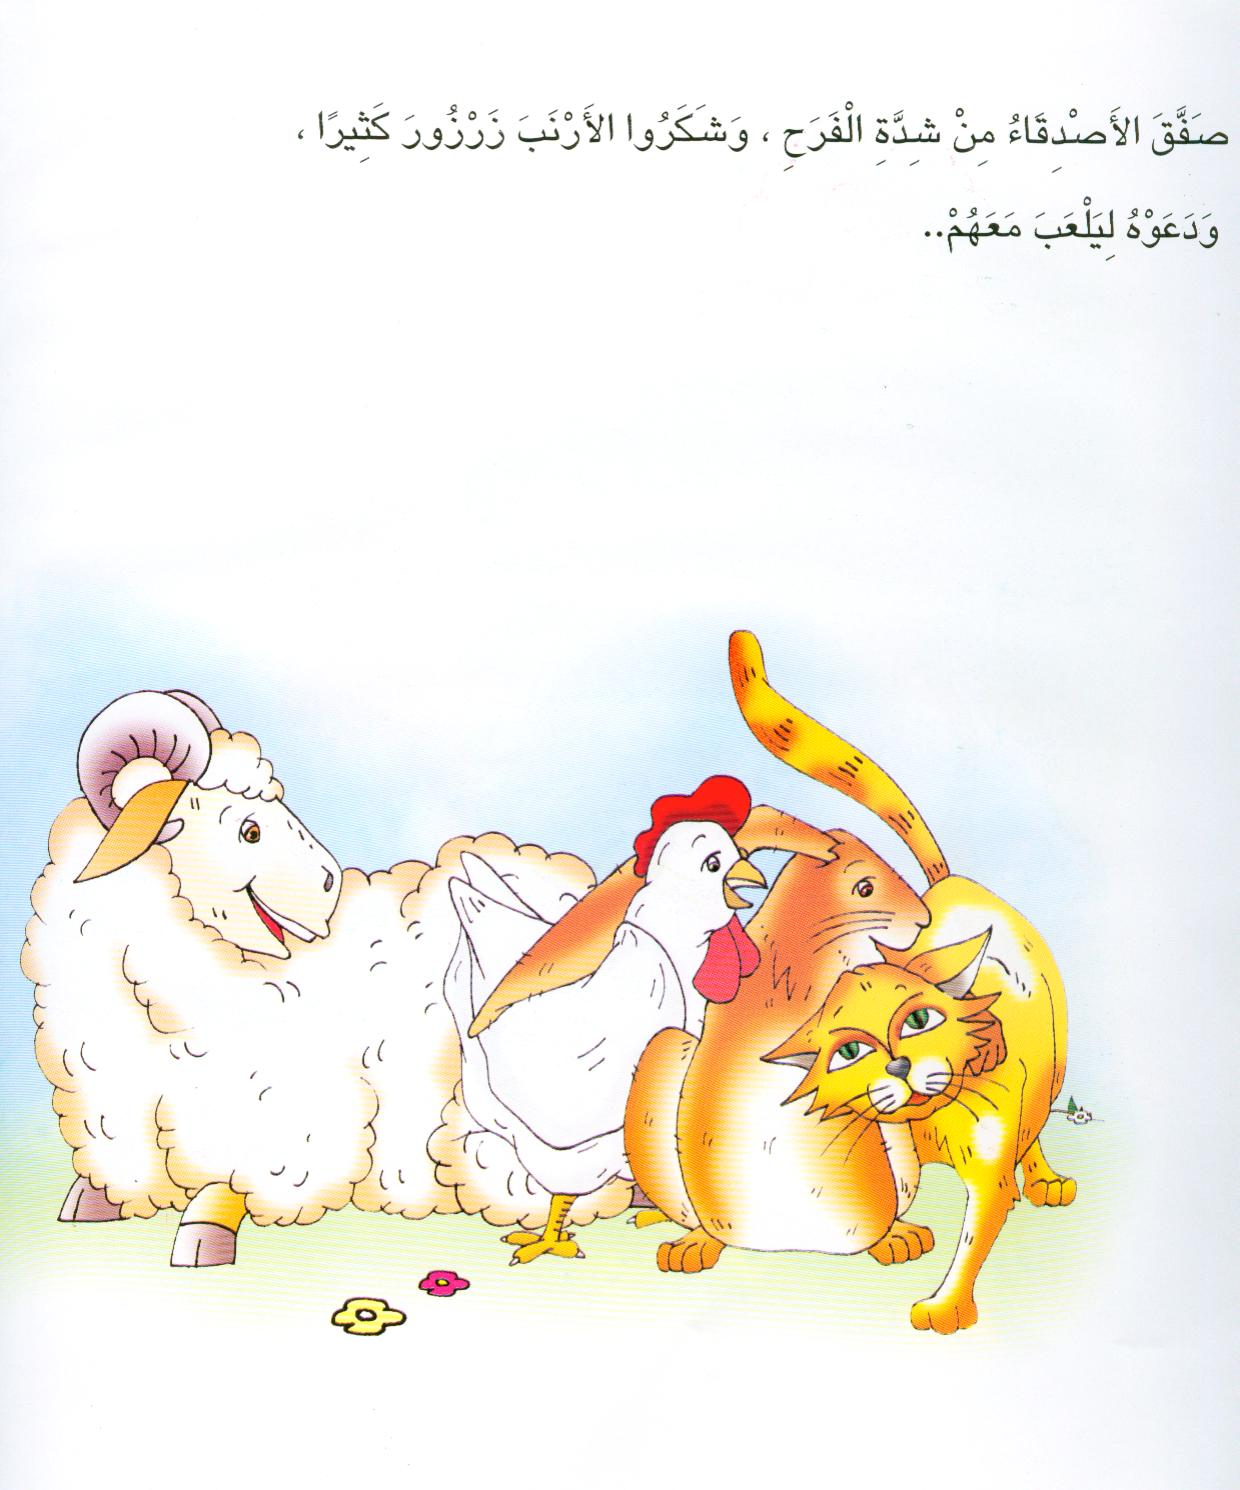 صَفَّقَ الأَصْدِقَاءُ مِنْ شِدَّةِ الْفَرَحِ ، وَشَكَرُوا الأَرْنَبَ زَرْزُورَ كَثِيرًا ،
وَدَعَوْهُ لِيَلْعَبَ مَعَهُمْ..